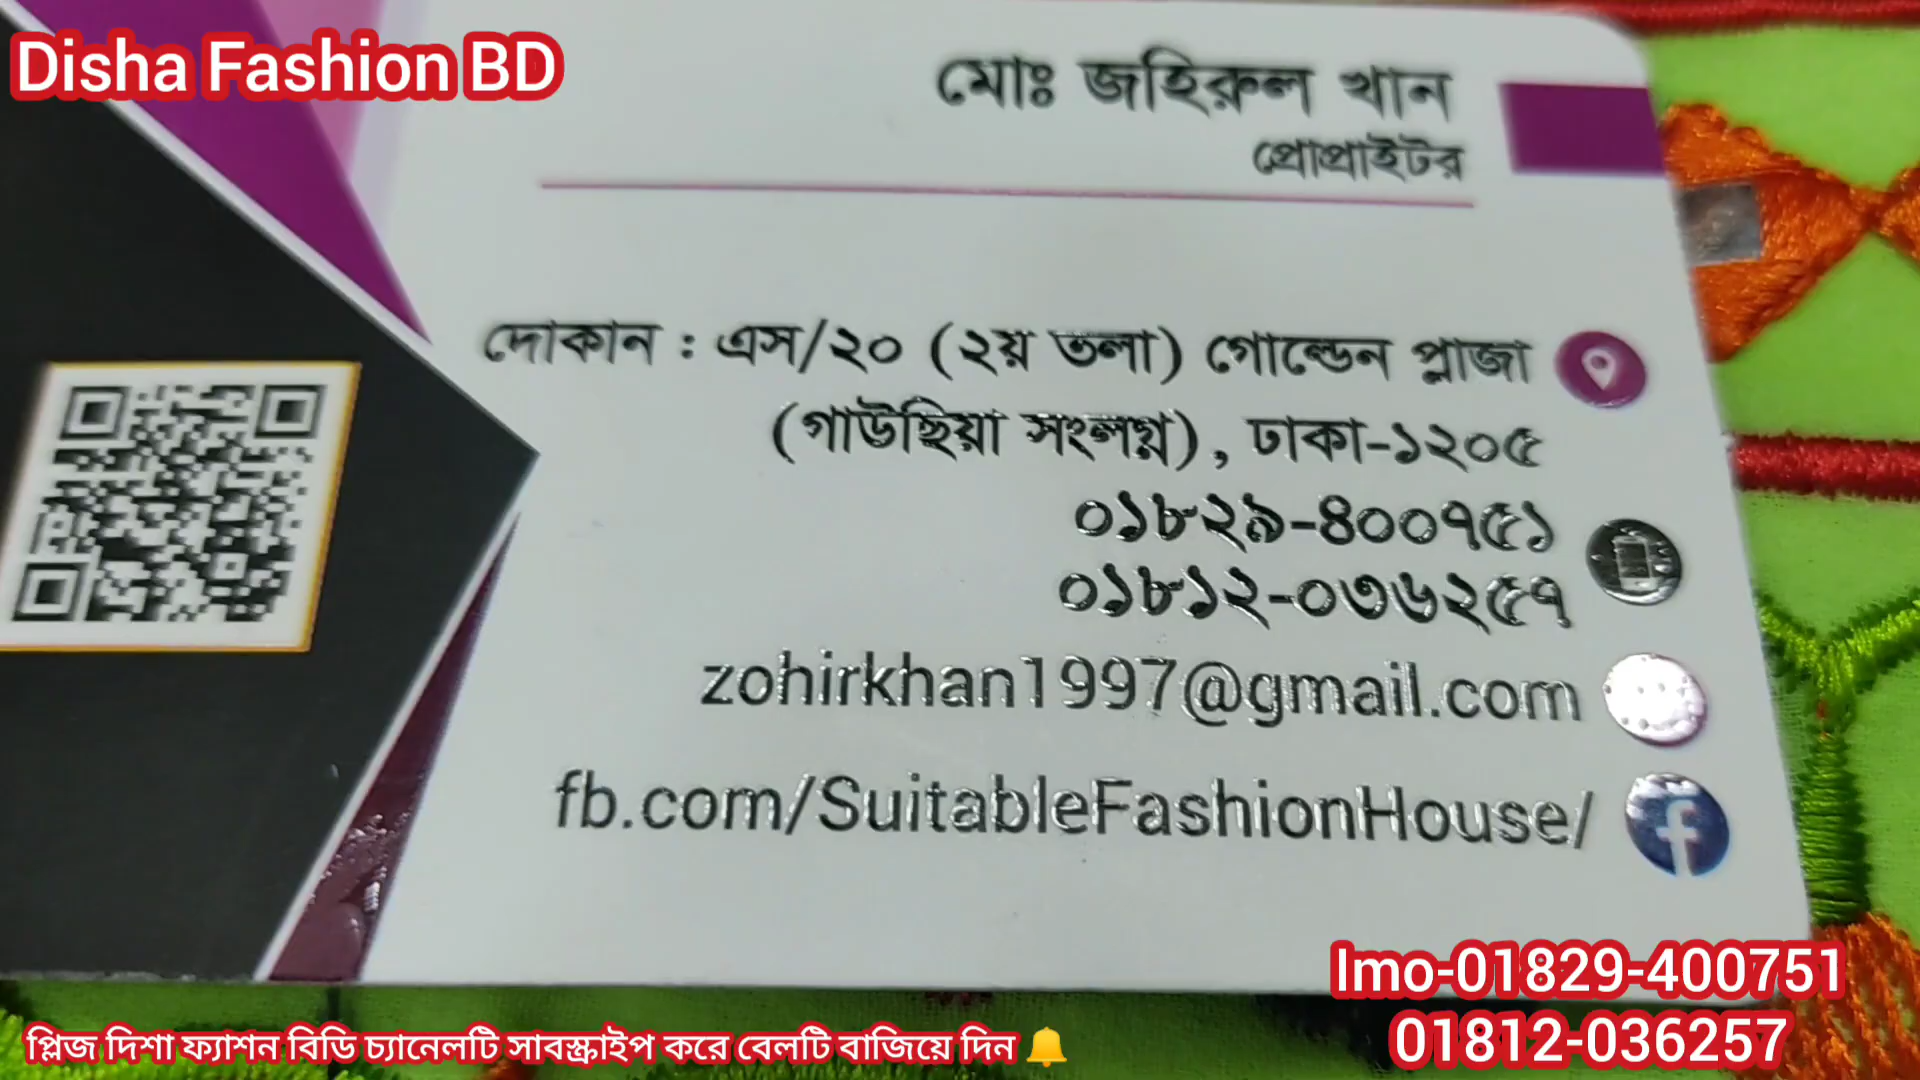 Disha Fashion BD
মোঃ জহিরুল খান
প্রোপ্রাইটর
দোকান : এস/২০ (২য় তলা) গোল্ডেন প্লাজা
(গাউছিয়া সংলগ্ন), ঢাকা-১২০৫
০১৮২৯-৪০০৭৫১
০১৮১২-০৩৬২৫৭
zohirkhan1997@gmail.com
fb.com/SuitableFashionHouse/
Imo-01829-400751
01812-036257
প্লিজ দিশা ফ্যাশন বিডি চ্যানেলটি সাবস্ক্রাইপ করে বেলটি বাজিয়ে দিন 🔔